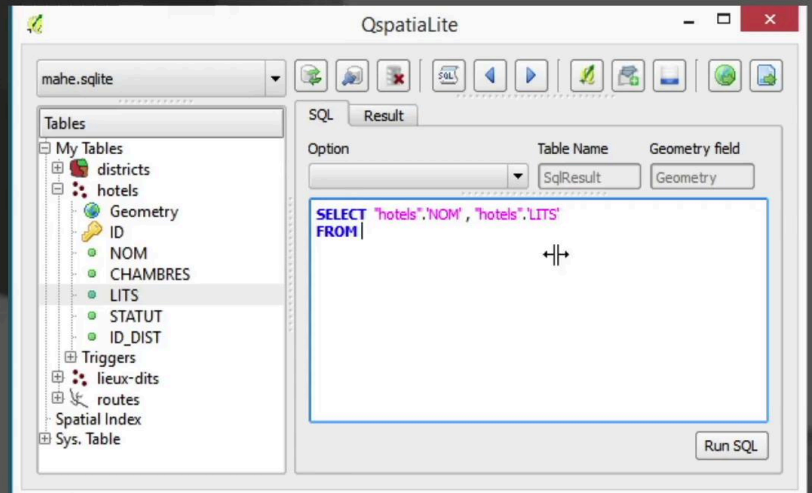 QspatiaLite
mahe.sqlite
SQL
Tables
My Tables
districts
hotels
Geometry
ID
NOM
CHAMBRES
LITS
STATUT
ID_DIST
Triggers
lieux-dits
routes
Spatial Index
Sys. Table
SQL Result
Option Table Name Geometry field
SqlResult Geometry
SELECT "hotels".'NOM' , "hotels".'LITS'
FROM
Run SQL